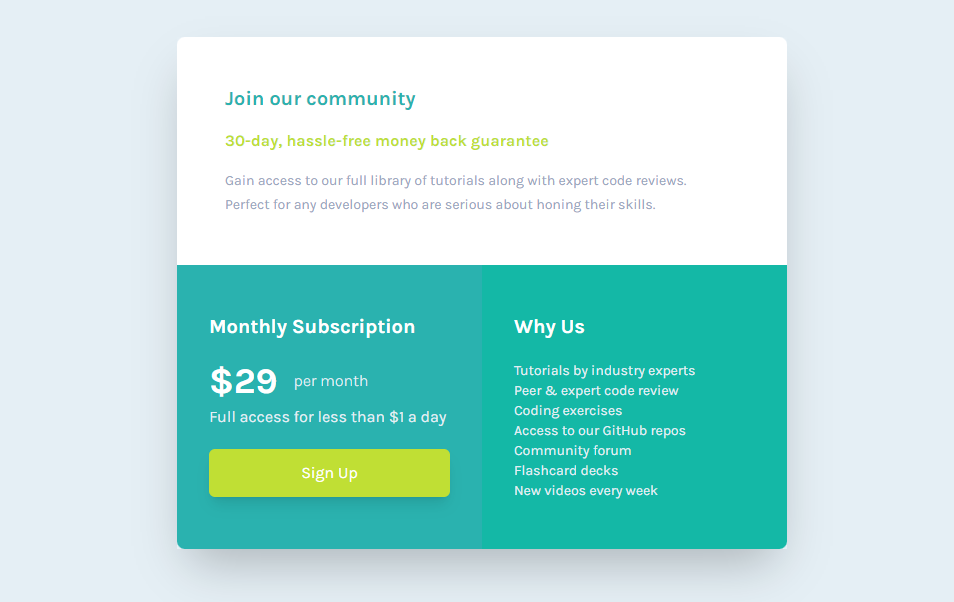 Join our community
30-day, hassle-free money back guarantee
Gain access to our full library of tutorials along with expert code reviews.
Perfect for any developers who are serious about honing their skills.
Monthly Subscription
$29 per month
Full access for less than $1 a day
Sign Up
Why Us
Tutorials by industry experts
Peer & expert code review
Coding exercises
Access to our GitHub repos
Community forum
Flashcard decks
New videos every week